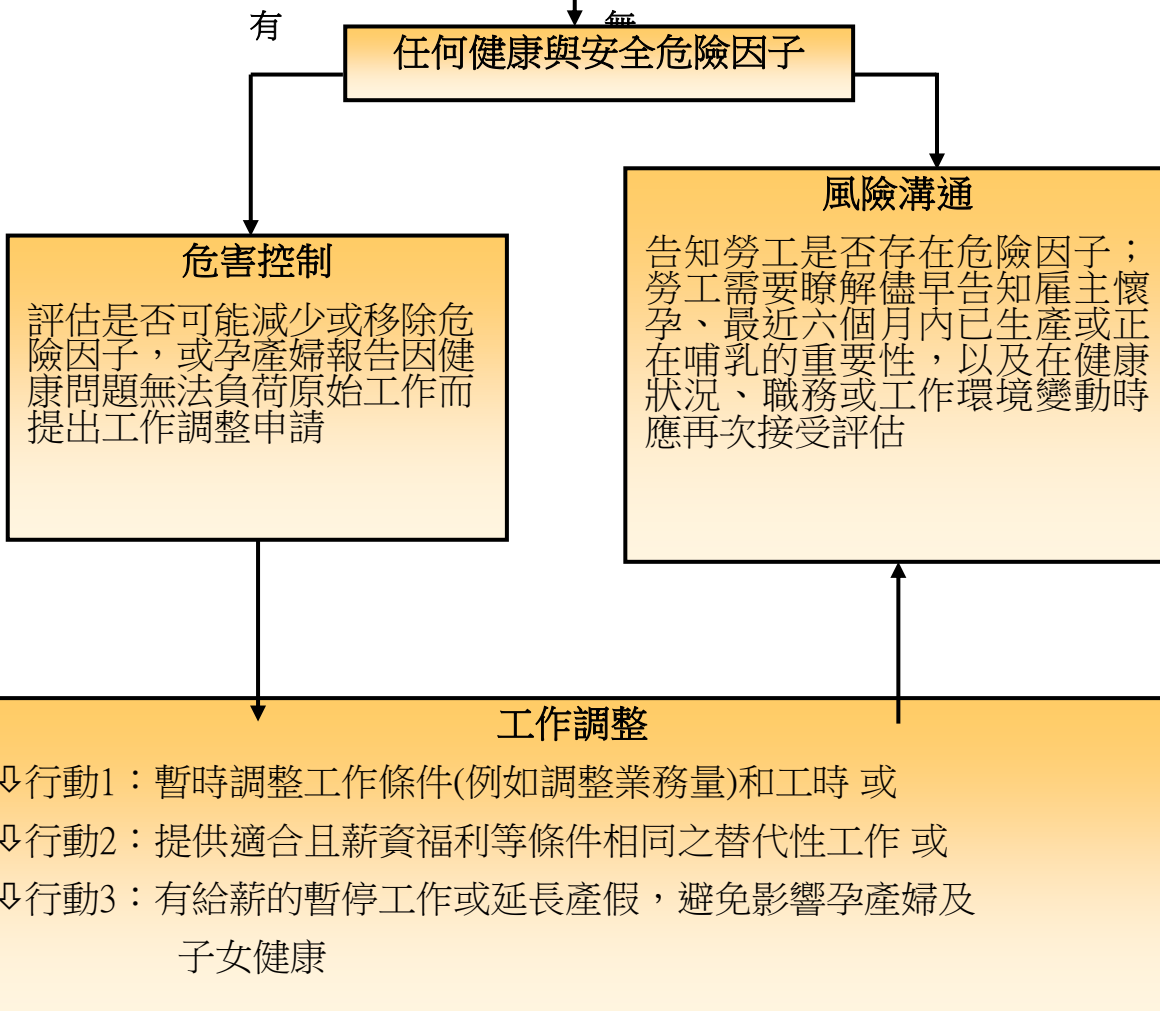 有
無
任何健康與安全危險因子
危害控制
評估是否可能減少或移除危
險因子，或孕產婦報告因健
康問題無法負荷原始工作而
提出工作調整申請
風險溝通
告知勞工是否存在危險因子；
勞工需要瞭解儘早告知雇主懷
孕、最近六個月內已生產或正
在哺乳的重要性，以及在健康
狀況、職務或工作環境變動時
應再次接受評估
工作調整
⇩行動1：暫時調整工作條件(例如調整業務量)和工時 或
⇩行動2：提供適合且薪資福利等條件相同之替代性工作 或
⇩行動3：有給薪的暫停工作或延長產假，避免影響孕產婦及
子女健康